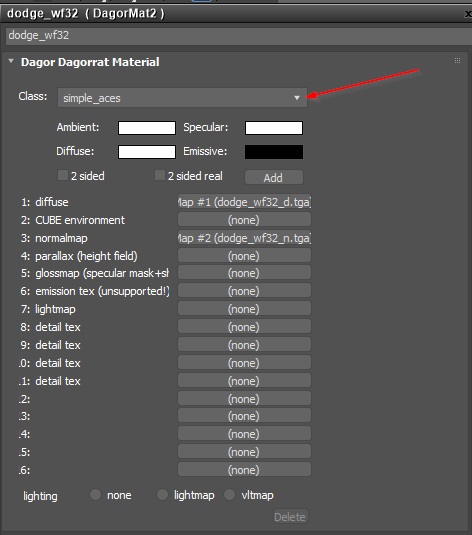 dodge_wf32 ( DagorMat2 )
dodge_wf32
Dagor Dagorrat Material
Class: simple_aces
Ambient: Specular:
Diffuse: Emissive:
2 sided 2 sided real Add
1: diffuse Map #1 (dodge_wf32_d.tga)
2: CUBE environment (none)
3: normalmap Map #2 (dodge_wf32_n.tga)
4: parallax (height field) (none)
5: glossmap (specular mask+sh (none)
6: emission tex (unsupported!) (none)
7: lightmap (none)
8: detail tex (none)
9: detail tex (none)
.0: detail tex (none)
.1: detail tex (none)
.2: (none)
.3: (none)
.4: (none)
.5: (none)
.6: (none)
lighting none lightmap vltmap
Delete